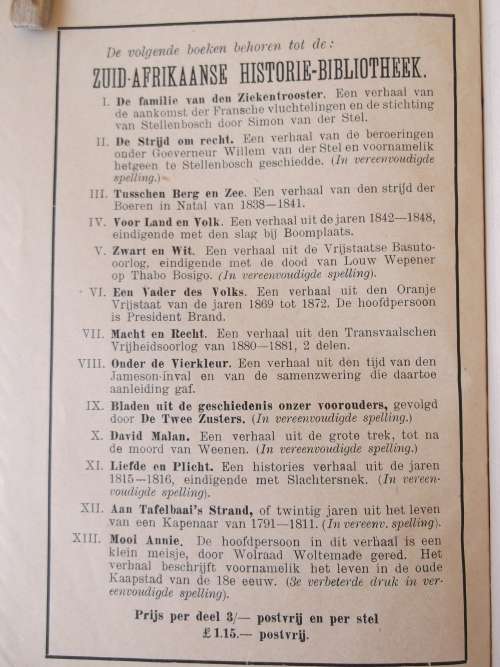 De volgende boeken behoren tot de:
ZUID-AFRIKAANSE HISTORIE-BIBLIOTHEEK.
I. De familie van den Ziekentrooster. Een verhaal van
de aankomst der Fransche vluchtelingen en de stichting
van Stellenbosch door Simon van der Stel.
II. De Strijd om recht. Een verhaal van de beroeringen
onder Goeverneur Willem van der Stel en voornamelik
hetgeen te Stellenbosch geschiedde. (In vereenvoudigde
spelling.)
III. Tusschen Berg en Zee. Een verhaal van den strijd der
Boeren in Natal van 1838—1841.
IV. Voor Land en Volk. Een verhaal uit de jaren 1842—1848,
eindigende met den slag bij Boomplaats.
V. Zwart en Wit. Een verhaal uit de Vrijstaatse Basuto-
oorlog, eindigende met de dood van Louw Wepener
op Thabo Bosigo. (In vereenvoudigde spelling).
VI. Een Vader des Volks. Een verhaal uit den Oranje
Vrijstaat van de jaren 1869 tot 1872. De hoofdpersoon
is President Brand.
VII. Macht en Recht. Een verhaal uit den Transvaalschen
Vrijheidsoorlog van 1880—1881, 2 delen.
VIII. Onder de Vierkleur. Een verhaal uit den tijd van den
Jameson-inval en van de samenzwering die daartoe
aanleiding gaf.
IX. Bladen uit de geschiedenis onzer voorouders, gevolgd
door De Twee Zusters. (In vereenvoudigde spelling.)
X. David Malan. Een verhaal uit de grote trek, tot na
de moord van Weenen. (In vereenvoudigde spelling.)
XI. Liefde en Plicht. Een histories verhaal uit de jaren
1815—1816, eindigende met Slachtersnek. (In vereen-
voudigde spelling).
XII. Aan Tafelbaai's Strand, of twintig jaren uit het leven
van een Kapenaar van 1791—1811. (In vereenv. spelling).
XIII. Mooi Annie. De hoofdpersoon in dit verhaal is een
klein meisje, door Wolraad Woltemade gered. Het
verhaal beschrijft voornamelik het leven in de oude
Kaapstad van de 18e eeuw. (3e verbeterde druk in ver-
eenvoudigde spelling).
Prijs per deel 3/— postvrij en per stel
£1.15.— postvrij.